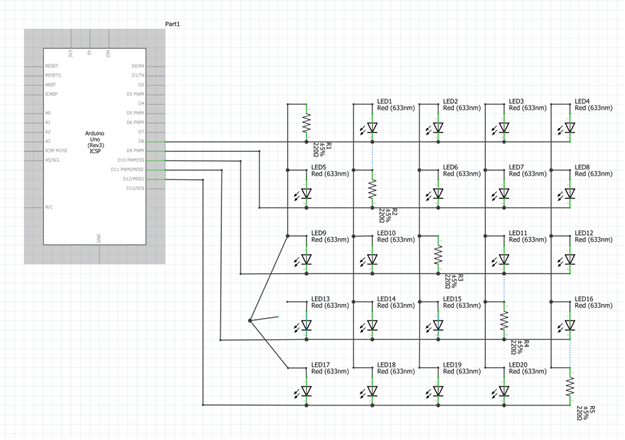 Part1
VIN
5V
3V3
RESET
RESET2
AREF
IOREF
A0
A1
A2
A3
ICSP MOSI
A5/SCL
N/C
GND
Arduino
Uno
(Rev3)
ICSP
D0/RX
D1/TX
D2
D3 PWM
D4
D5 PWM
D6 PWM
D7
D8
D9 PWM
D10 PWM/SS
D11 PWM/MOSI
D12/MISO
D13/SCK
R1
220Ω
±5%
LED1
Red (633nm)
LED2
Red (633nm)
LED3
Red (633nm)
LED4
Red (633nm)
LED5
Red (633nm)
R2
220Ω
±5%
LED6
Red (633nm)
LED7
Red (633nm)
LED8
Red (633nm)
LED9
Red (633nm)
LED10
Red (633nm)
R3
220Ω
±5%
LED11
Red (633nm)
LED12
Red (633nm)
LED13
Red (633nm)
LED14
Red (633nm)
LED15
Red (633nm)
R4
220Ω
±5%
LED16
Red (633nm)
LED17
Red (633nm)
LED18
Red (633nm)
LED19
Red (633nm)
LED20
Red (633nm)
R5
220Ω
±5%